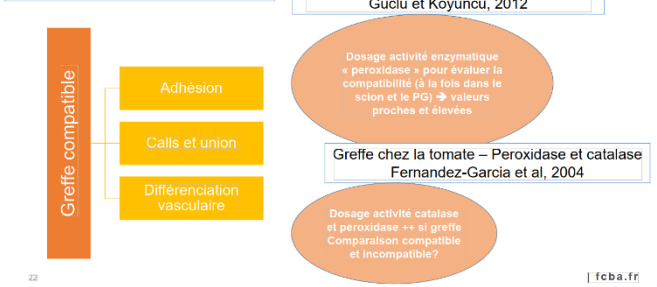 Guclu et Koyuncu, 2012
Dosage activité enzymatique
« peroxidase » pour évaluer la
compatibilité (à la fois dans le
scion et le PG) ➔ valeurs
proches et élevées
Greffe compatible
Adhésion
Calls et union
Différenciation
vasculaire
Greffe chez la tomate – Peroxidase et catalase
Fernandez-Garcia et al, 2004
Dosage activité catalase
et peroxidase ++ si greffe
Comparaison compatible
et incompatible?
22
| fcba.fr